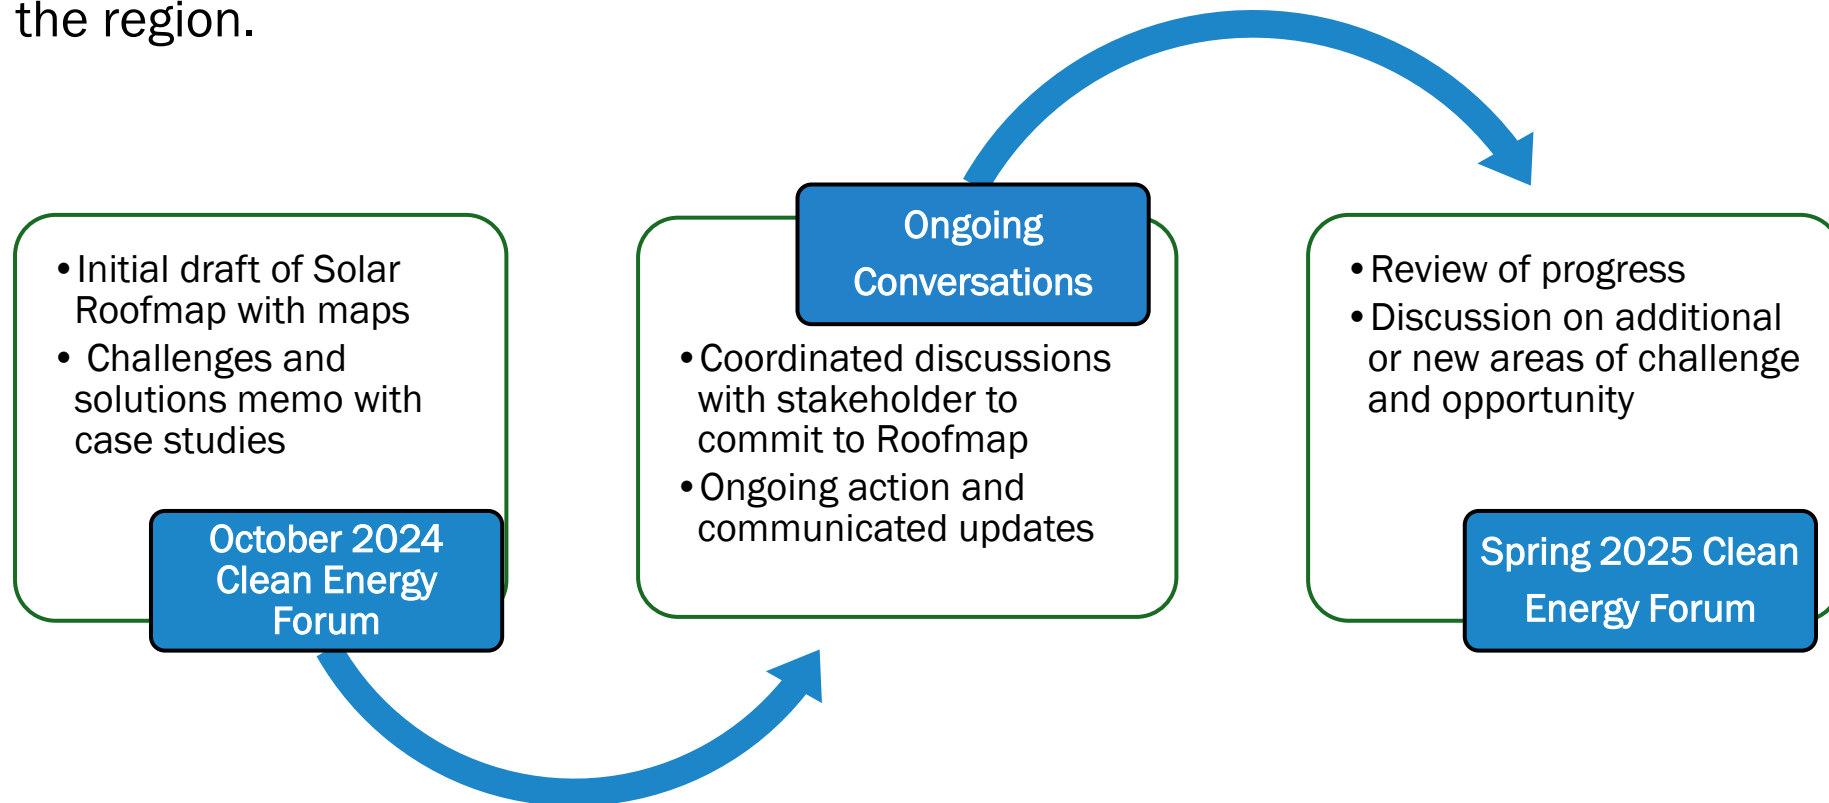 the region.
•Initial draft of Solar
Roofmap with maps
• Challenges and
solutions memo with
case studies
October 2024
Clean Energy
Forum
Ongoing
Conversations
•Coordinated discussions
with stakeholder to
commit to Roofmap
•Ongoing action and
communicated updates
•Review of progress
•Discussion on additional
or new areas of challenge
and opportunity
Spring 2025 Clean
Energy Forum